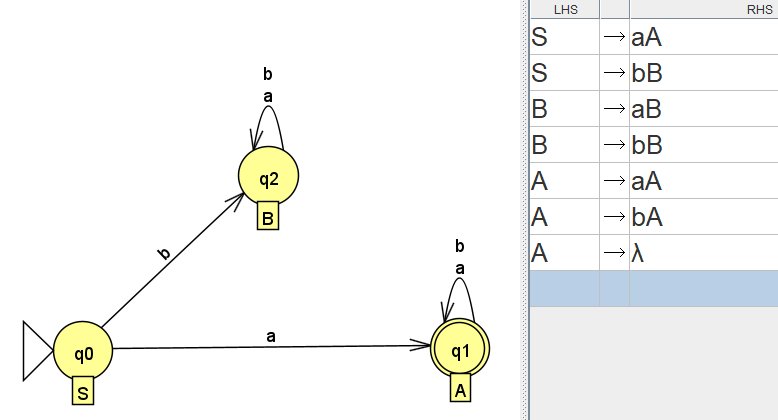 b
a
q2
B
b
b
a
a
q0
S
q1
A
LHS RHS
S → aA
S → bB
B → aB
B → bB
A → aA
A → bA
A → λ